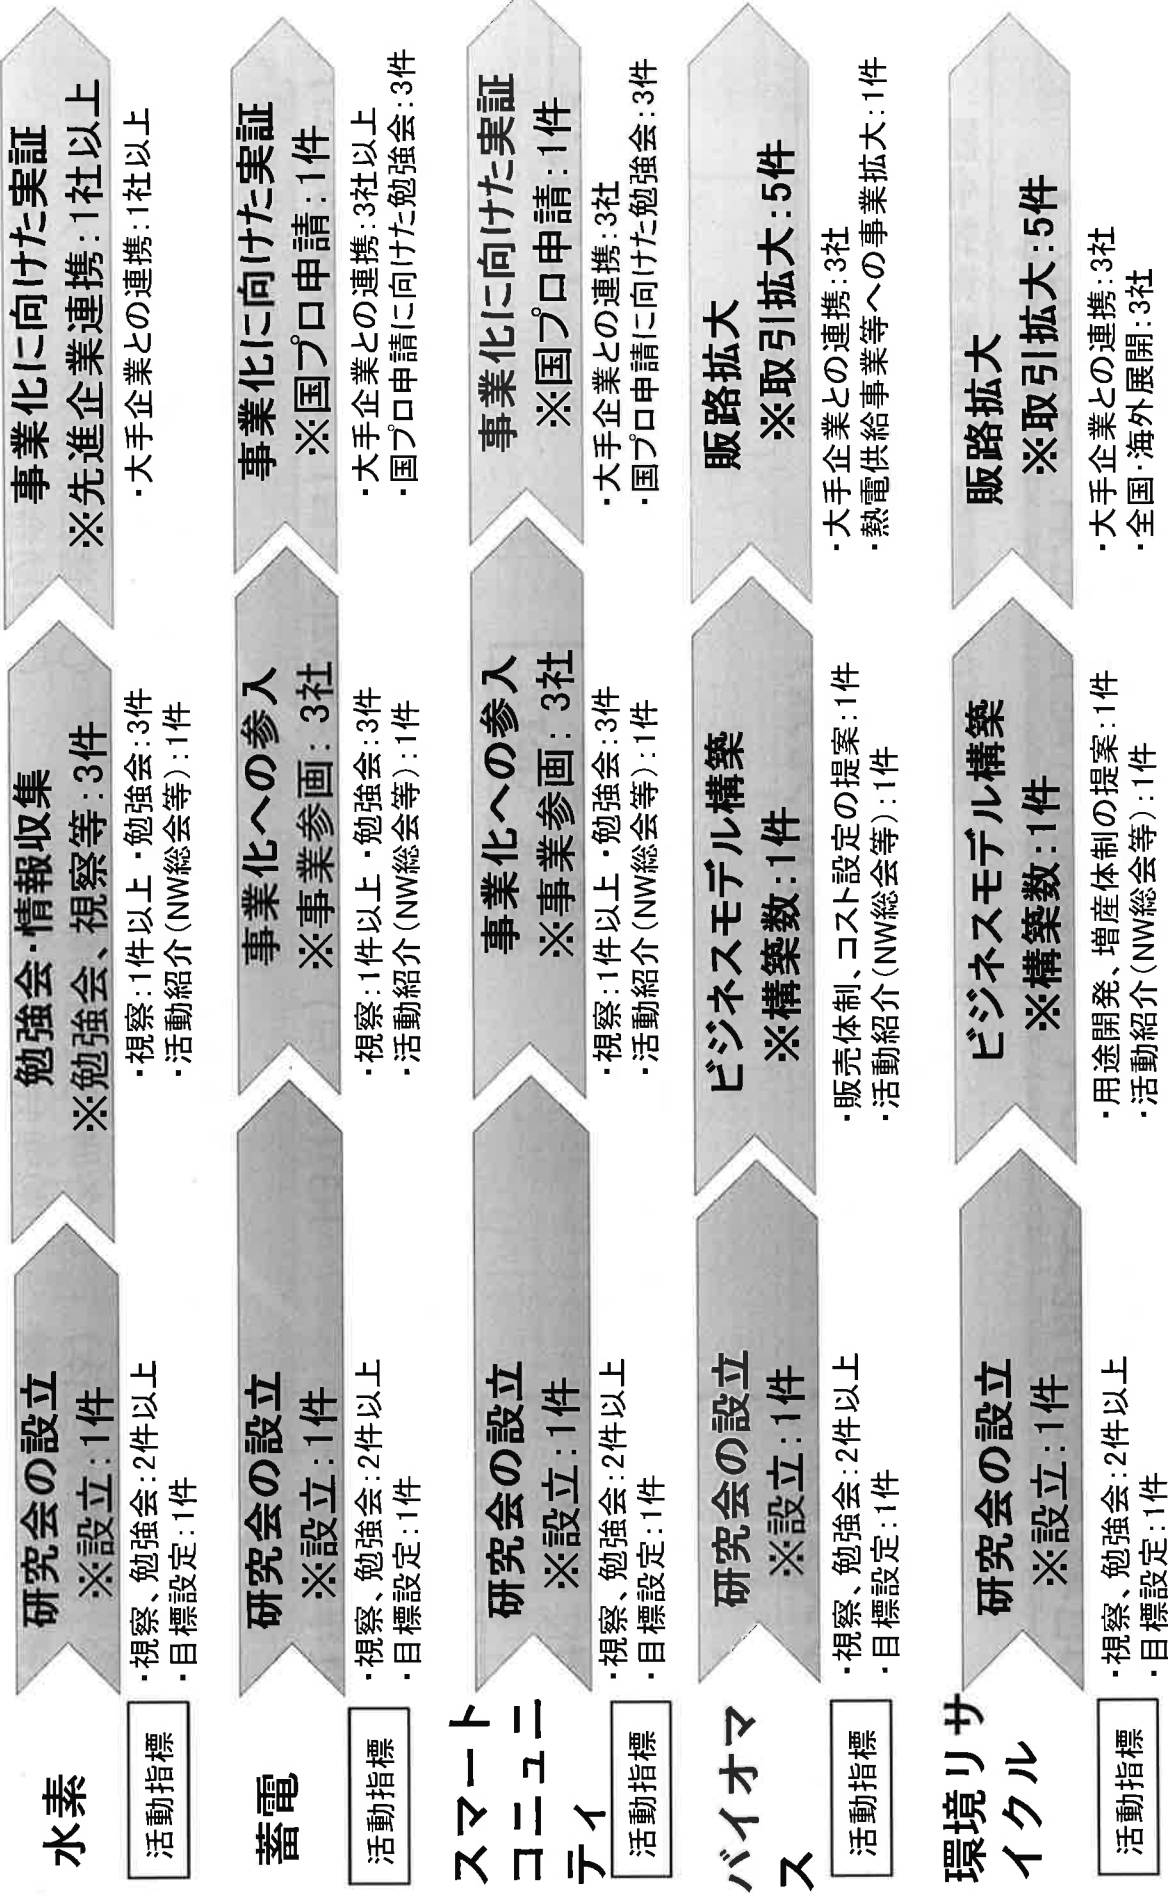 水素
研究会の設立
※設立:1件
勉強会・情報収集
※勉強会、視察等:3件
事業化に向けた実証
※先進企業連携:1社以上
活動指標
・視察、勉強会:2件以上
・目標設定:1件
・視察:1件以上 ・勉強会:3件
・活動紹介(NW総会等):1件
・大手企業との連携:1社以上
蓄電
研究会の設立
※設立:1件
事業化への参入
※事業参画: 3社
事業化に向けた実証
※国プロ申請:1件
活動指標
・視察、勉強会:2件以上
・目標設定:1件
・視察:1件以上 ・勉強会:3件
・活動紹介(NW総会等):1件
・大手企業との連携:3社以上
・国プロ申請に向けた勉強会:3件
スマート
コニュニ
ティ
研究会の設立
※設立:1件
事業化への参入
※事業参画: 3社
事業化に向けた実証
※国プロ申請:1件
活動指標
・視察、勉強会:2件以上
・目標設定:1件
・視察:1件以上 ・勉強会:3件
・活動紹介(NW総会等):1件
・大手企業との連携:3社
・国プロ申請に向けた勉強会:3件
バイオマ
ス
研究会の設立
※設立:1件
ビジネスモデル構築
※構築数:1件
販路拡大
※取引拡大:5件
活動指標
・視察、勉強会:2件以上
・目標設定:1件
・販売体制、コスト設定の提案:1件
・活動紹介(NW総会等):1件
・大手企業との連携:3社
・熱電供給事業等への事業拡大:1件
環境リサ
イクル
研究会の設立
※設立:1件
ビジネスモデル構築
※構築数:1件
販路拡大
※取引拡大:5件
活動指標
・視察、勉強会:2件以上
・目標設定:1件
・用途開発、増産体制の提案:1件
・活動紹介(NW総会等):1件
・大手企業との連携:3社
・全国・海外展開:3社